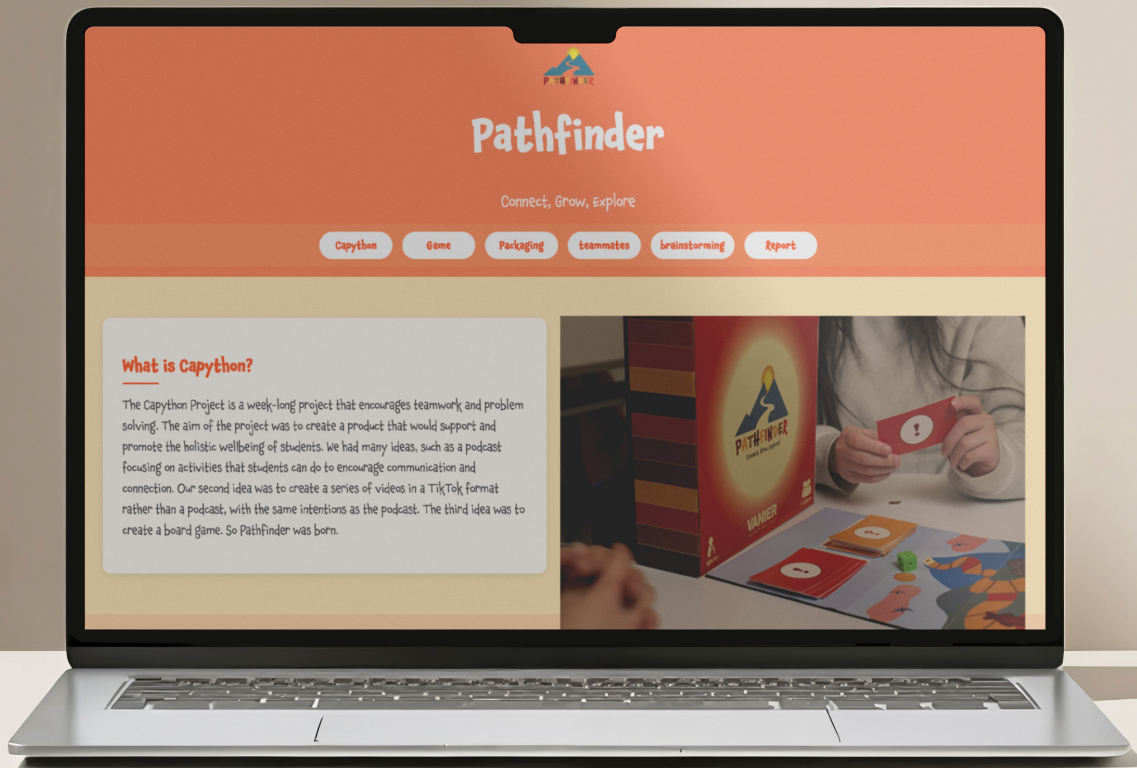 PATHFINDER
Pathfinder
Connect, Grow, Explore
Capython
Game
Packaging
teammates
brainstorming
Report
What is Capython?
The Capython Project is a week-long project that encourages teamwork and problem
solving. The aim of the project was to create a product that would support and
promote the holistic wellbeing of students. We had many ideas, such as a podcast
focusing on activities that students can do to encourage communication and
connection. Our second idea was to create a series of videos in a TikTok format
rather than a podcast, with the same intentions as the podcast. The third idea was to
create a board game. So Pathfinder was born.
PATHFINDER
Connect, Grow, Explore!
VANIER